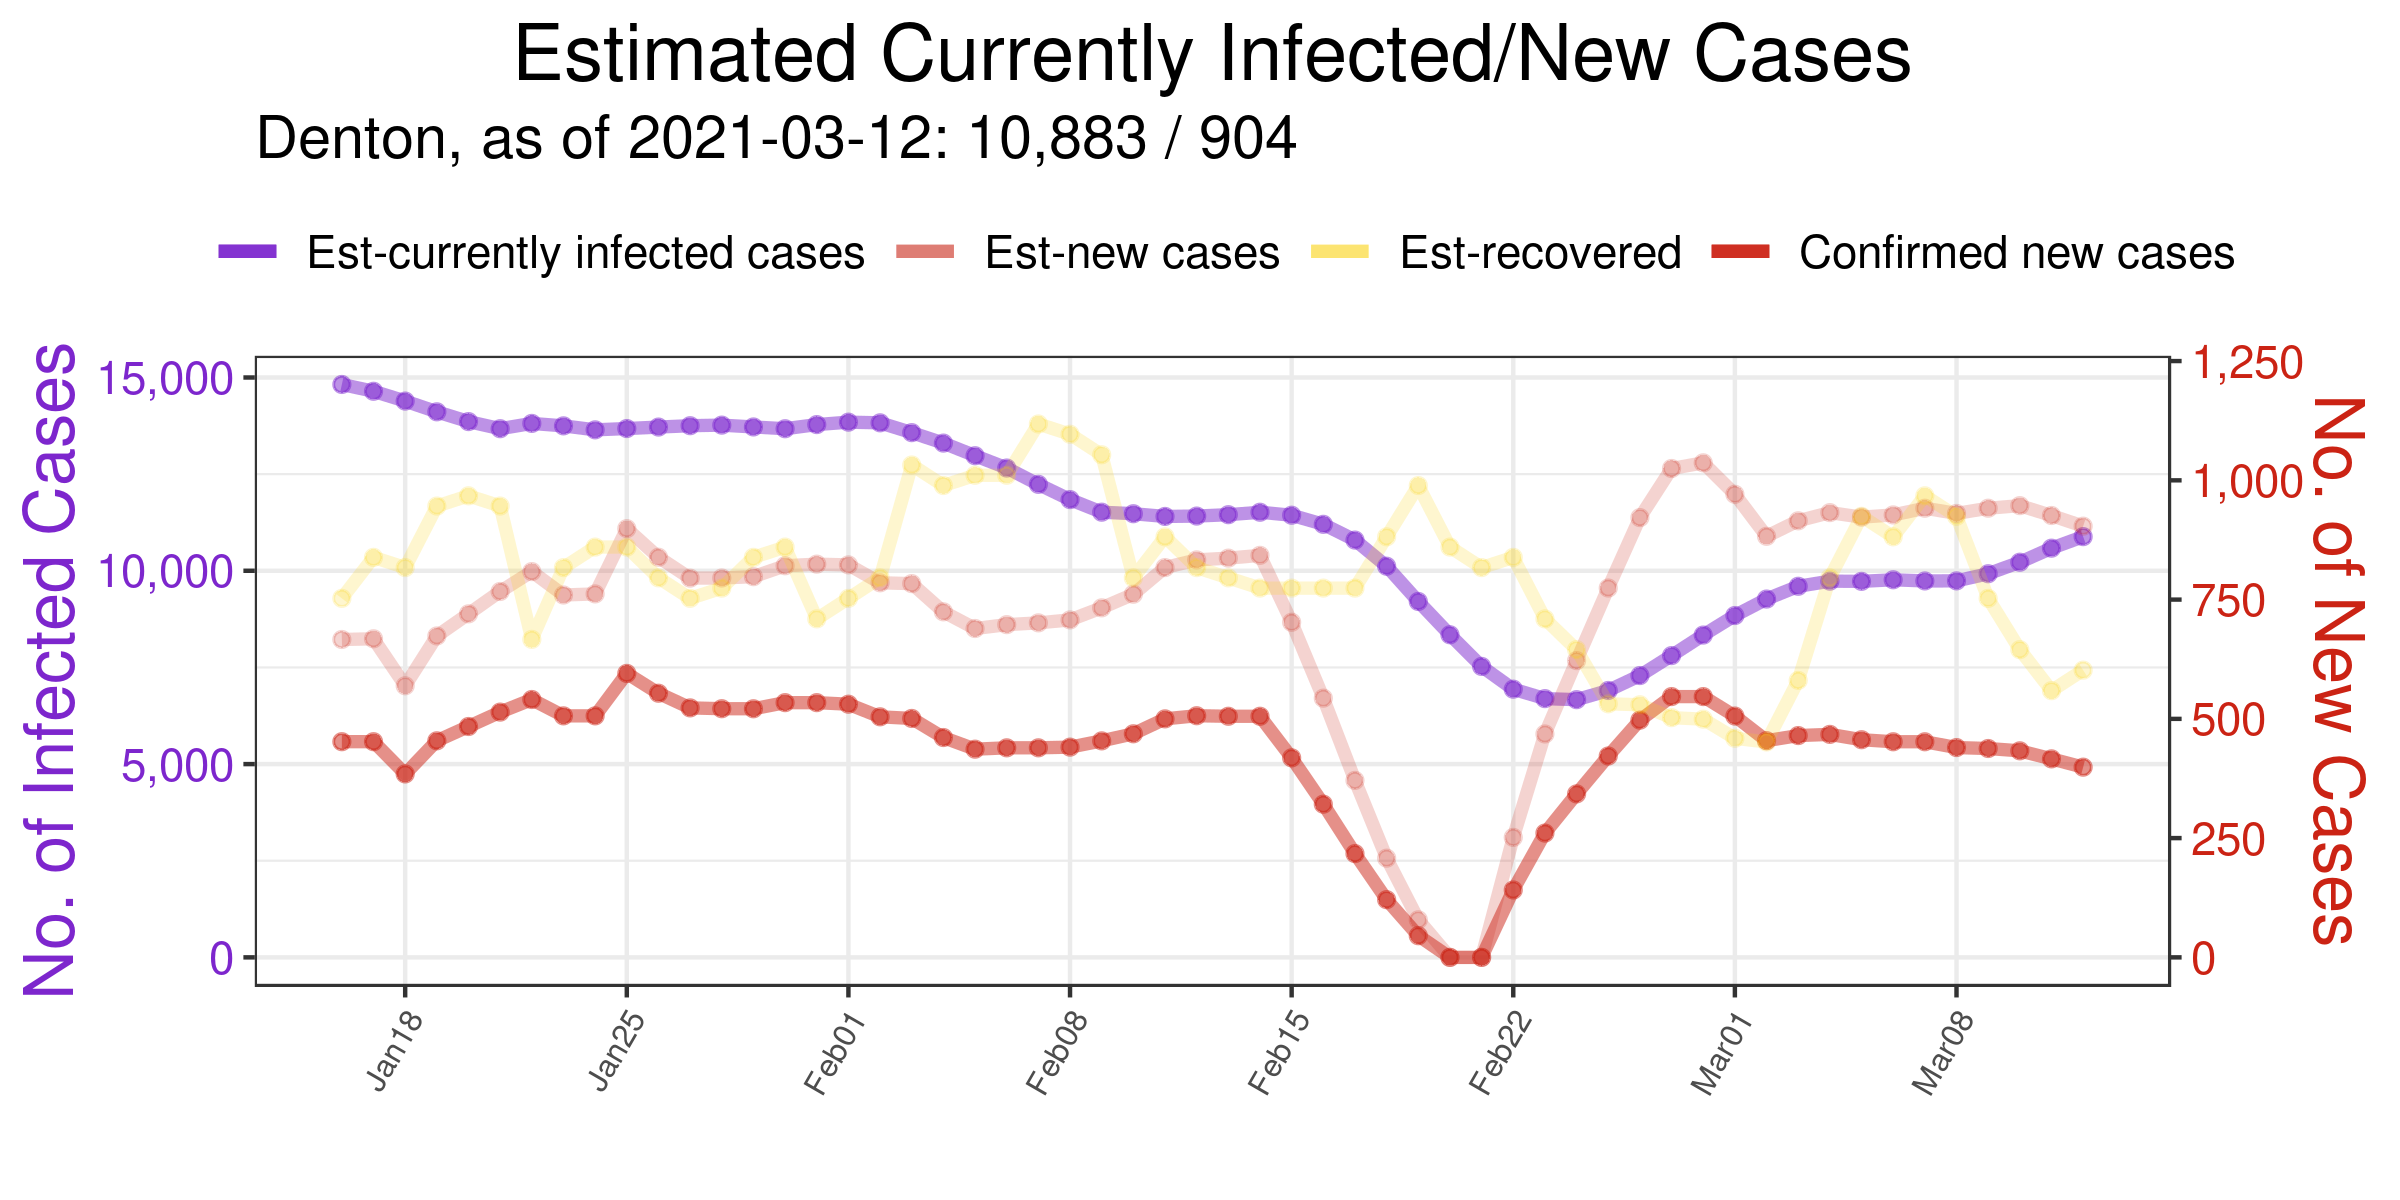 Estimated Currently Infected/New Cases
Denton, as of 2021-03-12: 10,883 / 904
Est-currently infected cases Est-new cases Est-recovered Confirmed new cases
No. of Infected Cases
15,000
10,000
5,000
0
1,250
1,000
750
500
250
0
No. of New Cases
Jan18
Jan25
Feb01
Feb08
Feb15
Feb22
Mar01
Mar08